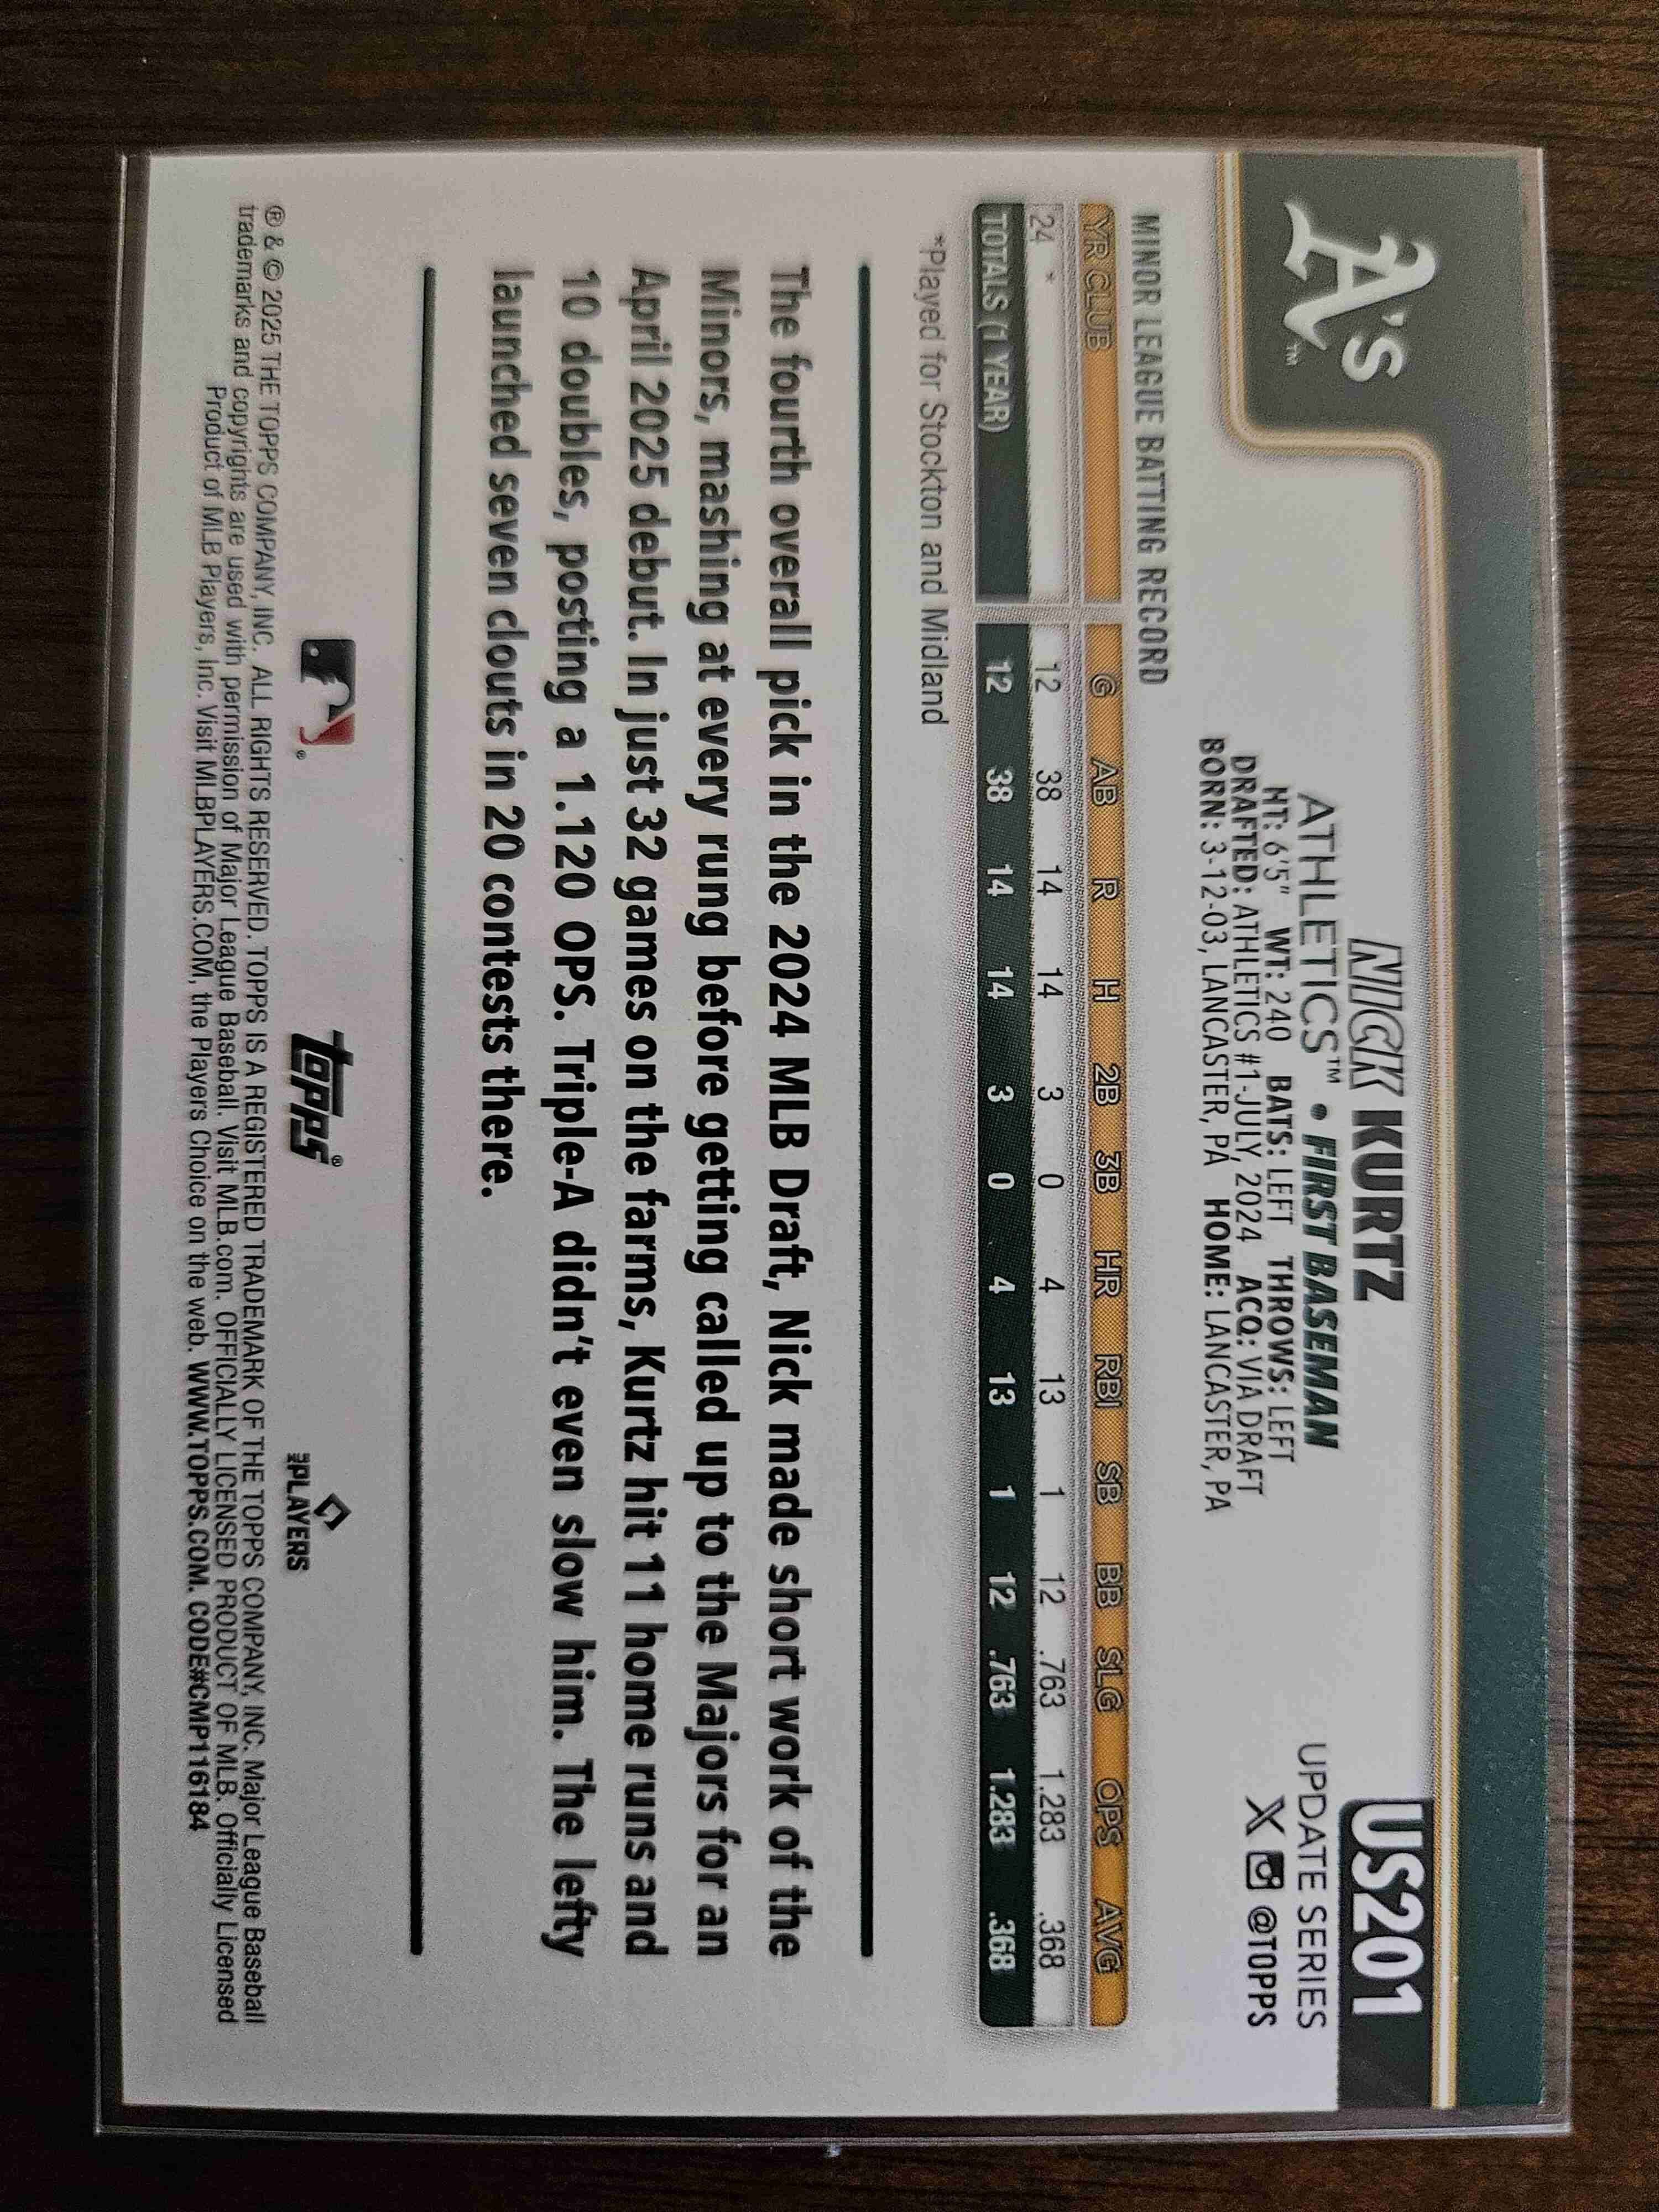 A's™
US201
NICK KURTZ
UPDATE SERIES
ATHLETICS™ • FIRST BASEMAN
@TOPPS
HT: 6'5" WT: 240 BATS: LEFT THROWS: LEFT
DRAFTED: ATHLETICS #1-JULY, 2024 ACQ: VIA DRAFT
BORN: 3-12-03, LANCASTER, PA HOME: LANCASTER, PA
MINOR LEAGUE BATTING RECORD
YR CLUB G AB R H 2B 3B HR RBI SB BB SLG OPS AVG
24 * 12 38 14 14 3 0 4 13 1 12 .763 1.283 .368
TOTALS (1 YEAR) 12 38 14 14 3 0 4 13 1 12 .763 1.283 .368
*Played for Stockton and Midland
The fourth overall pick in the 2024 MLB Draft, Nick made short work of the
Minors, mashing at every rung before getting called up to the Majors for an
April 2025 debut. In just 32 games on the farms, Kurtz hit 11 home runs and
10 doubles, posting a 1.120 OPS. Triple-A didn't even slow him. The lefty
launched seven clouts in 20 contests there.
topps®
MLB PLAYERS
® & © 2025 THE TOPPS COMPANY, INC. ALL RIGHTS RESERVED. TOPPS IS A REGISTERED TRADEMARK OF THE TOPPS COMPANY, INC. Major League Baseball
trademarks and copyrights are used with permission of Major League Baseball. Visit MLB.com. OFFICIALLY LICENSED PRODUCT OF MLB. Officially Licensed
Product of MLB Players, Inc. Visit MLBPLAYERS.COM, the Players Choice on the web. WWW.TOPPS.COM. CODE#CMP116184